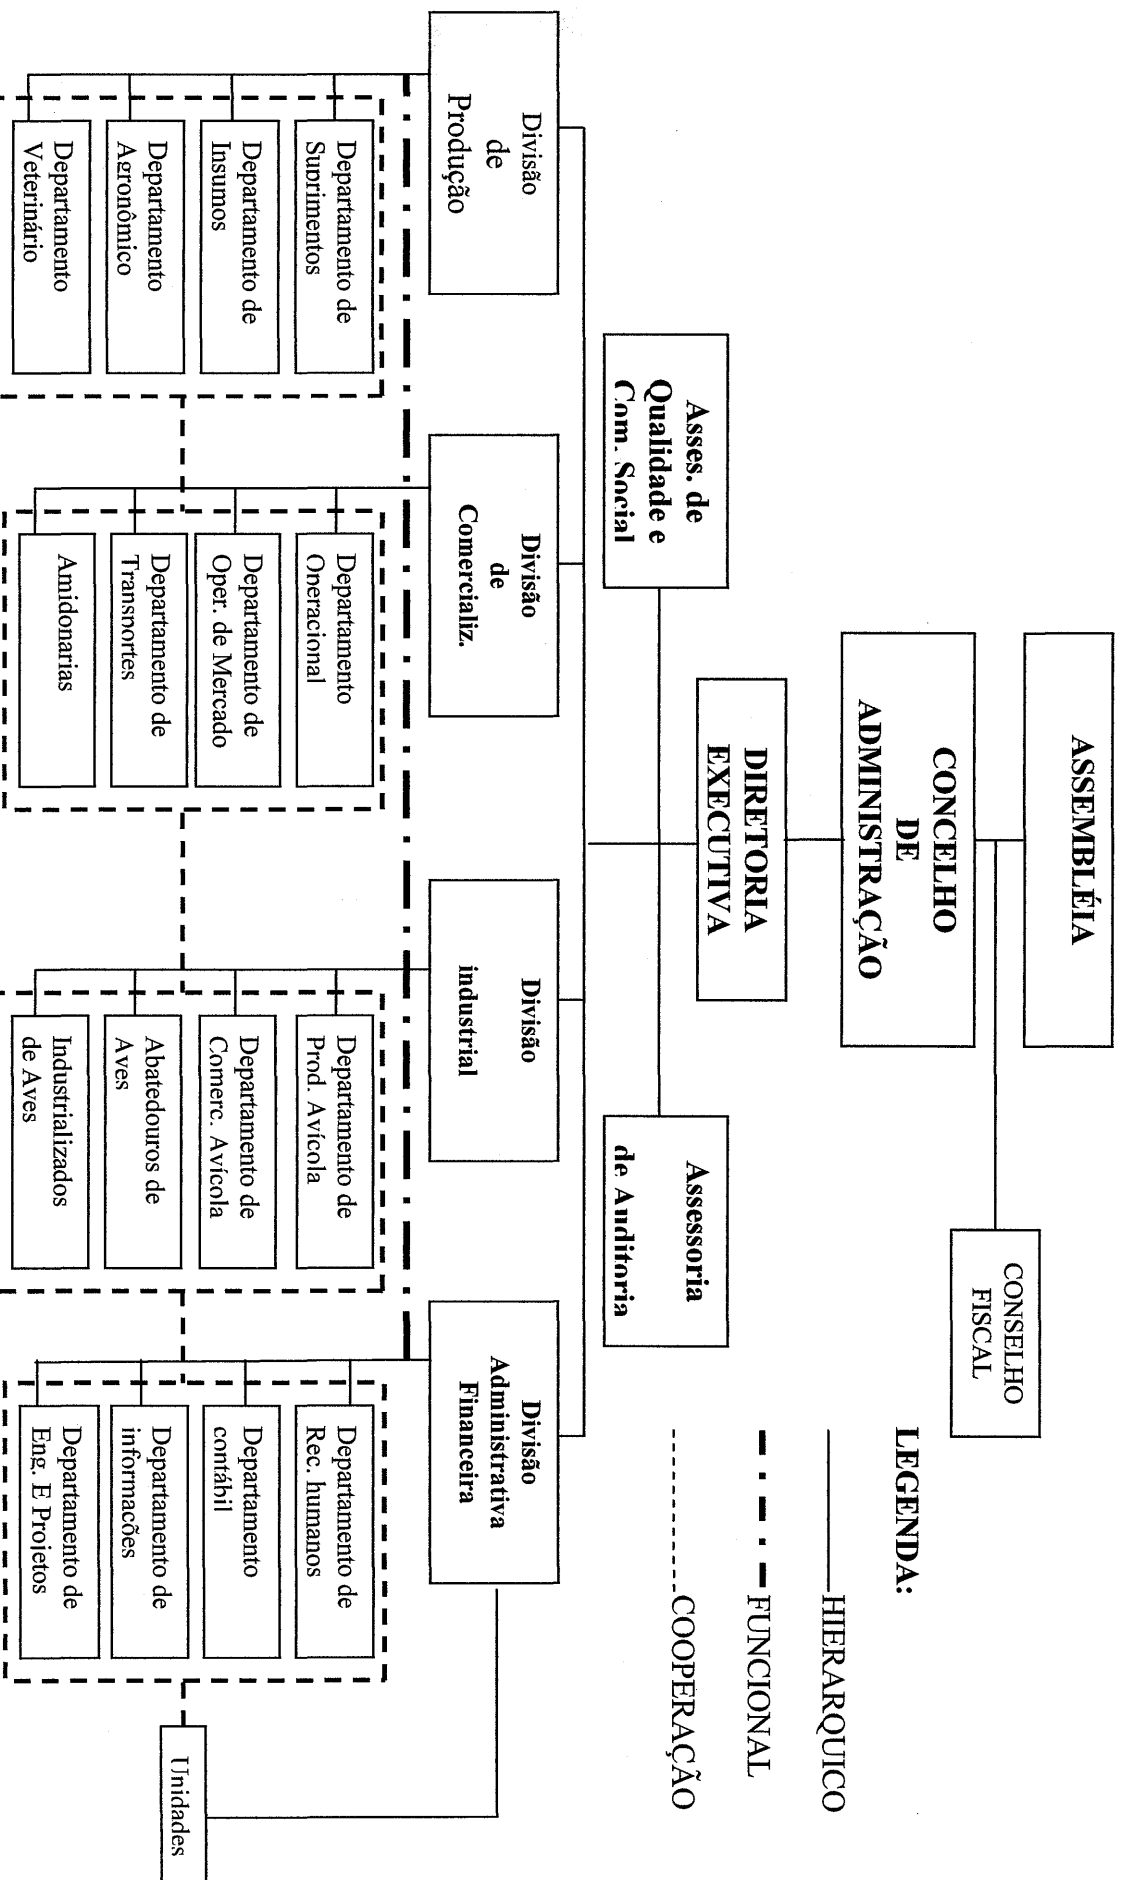 ASSEMBLÉIA
CONSELHO
FISCAL
CONCELHO
DE
ADMINISTRAÇÃO
DIRETORIA
EXECUTIVA
LEGENDA:
HIERARQUICO
FUNCIONAL
COOPERAÇÃO
Asses. de
Qualidade e
Com. Social
Assessoria
de Auditoria
Divisão
de
Produção
Divisão
de
Comercializ.
Divisão
industrial
Divisão
Administrativa
Financeira
Departamento de
Suprimentos
Departamento de
Insumos
Departamento
Agronômico
Departamento
Veterinário
Departamento
Operacional
Departamento de
Oper. de Mercado
Departamento de
Transportes
Amidonarias
Departamento de
Prod. Avícola
Departamento de
Comerc. Avícola
Abatedouros de
Aves
Industrializados
de Aves
Departamento de
Rec. humanos
Departamento
contábil
Departamento de
informacões
Departamento de
Eng. E Projetos
Unidades